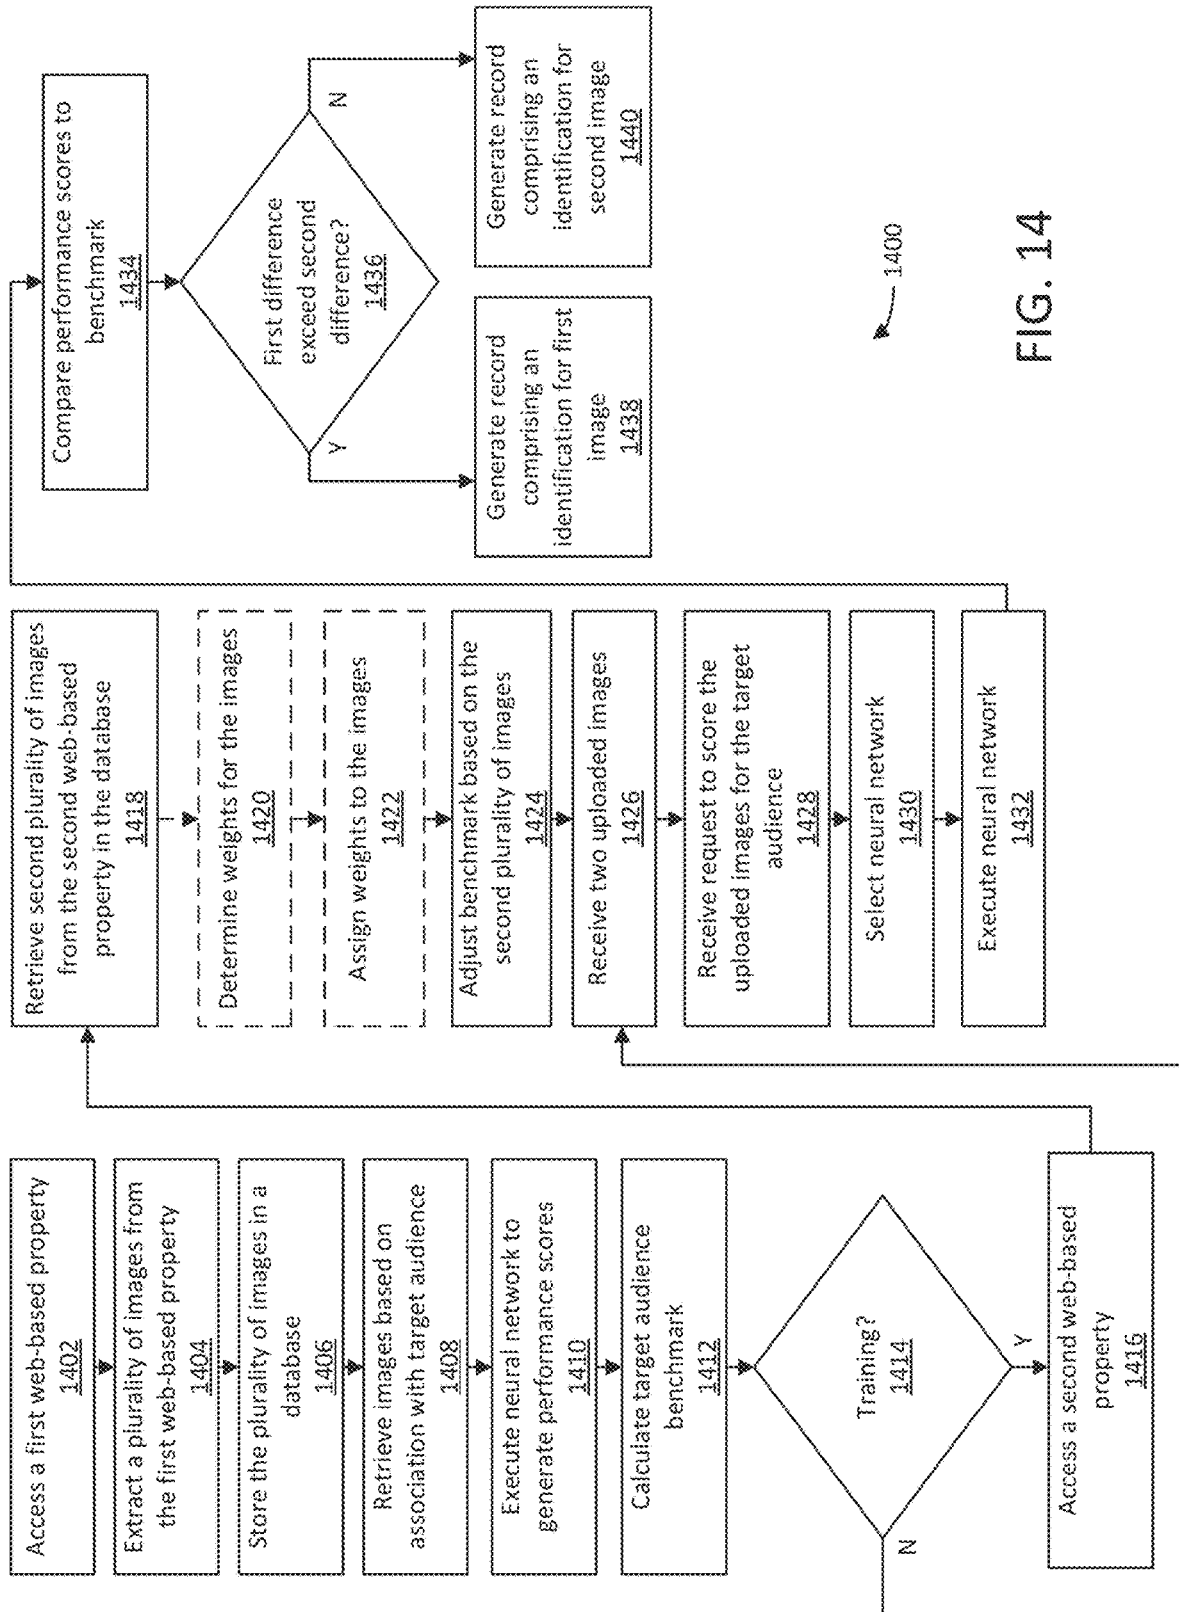 Access a first web-based property
1402
Extract a plurality of images from
the first web-based property
1404
Store the plurality of images in a
database
1406
Retrieve images based on
association with target audience
1408
Execute neural network to
generate performance scores
1410
Calculate target audience
benchmark
1412
Training?
1414
N
Y
Access a second web-based
property
1416
Retrieve second plurality of images
from the second web-based
property in the database
1418
Determine weights for the images
1420
Assign weights to the images
1422
Adjust benchmark based on the
second plurality of images
1424
Receive two uploaded images
1426
Receive request to score the
uploaded images for the target
audience
1428
Select neural network
1430
Execute neural network
1432
Compare performance scores to
benchmark
1434
First difference
exceed second
difference?
1436
Y
N
Generate record
comprising an
identification for first
image
1438
Generate record
comprising an
identification for
second image
1440
1400
FIG. 14